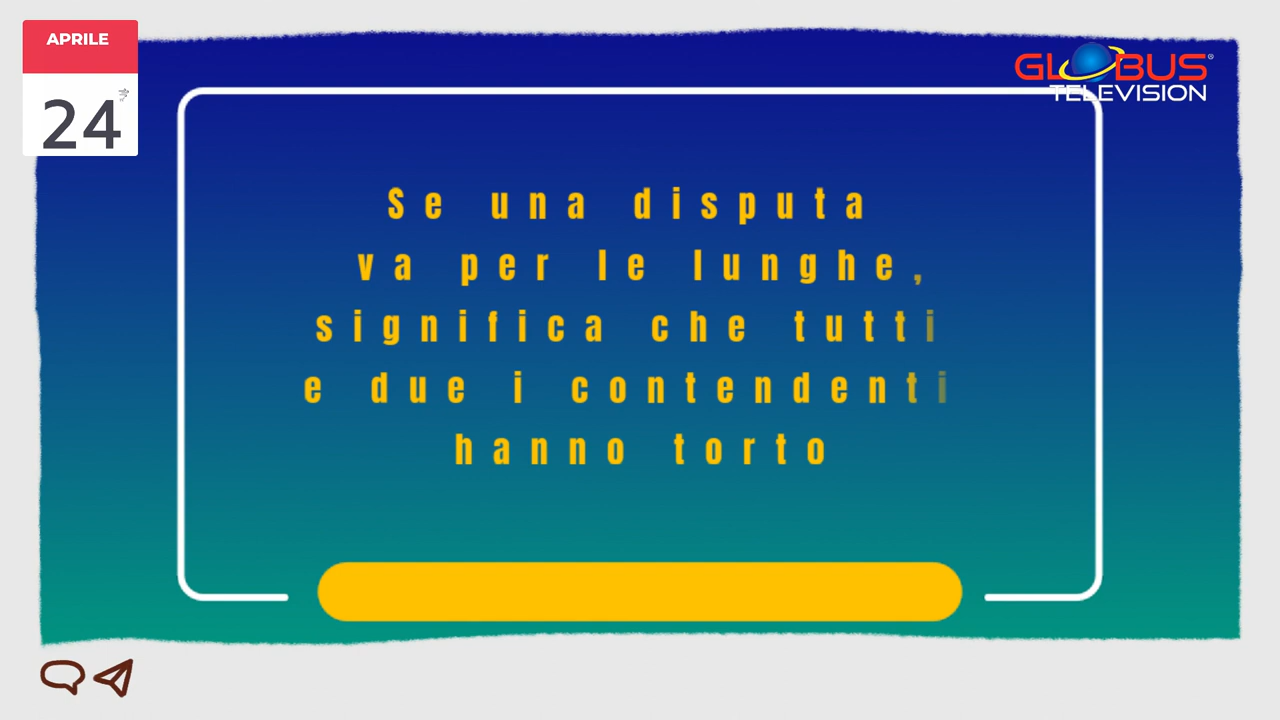 APRILE
24
GLOBUS
TELEVISION
Se una disputa
va per le lunghe,
significa che tutti
e due i contendenti
hanno torto